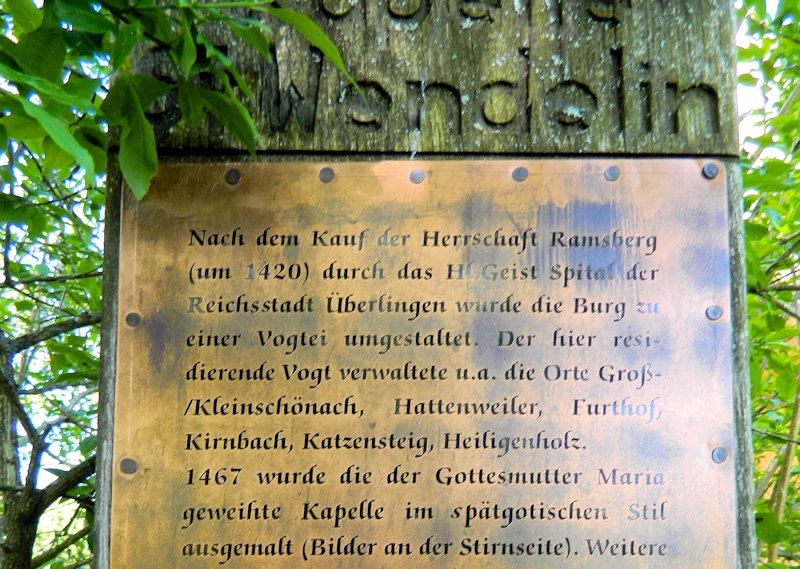 St. Wendelin
Nach dem Kauf der Herrschaft Ramsberg
(um 1420) durch das Hl.Geist Spital der
Reichsstadt Überlingen wurde die Burg zu
einer Vogtei umgestaltet. Der hier resi-
dierende Vogt verwaltete u.a. die Orte Groß-
/Kleinschönach, Hattenweiler, Furthof,
Kirnbach, Katzensteig, Heiligenholz.
1467 wurde die der Gottesmutter Maria
geweihte Kapelle im spätgotischen Stil
ausgemalt (Bilder an der Stirnseite). Weitere